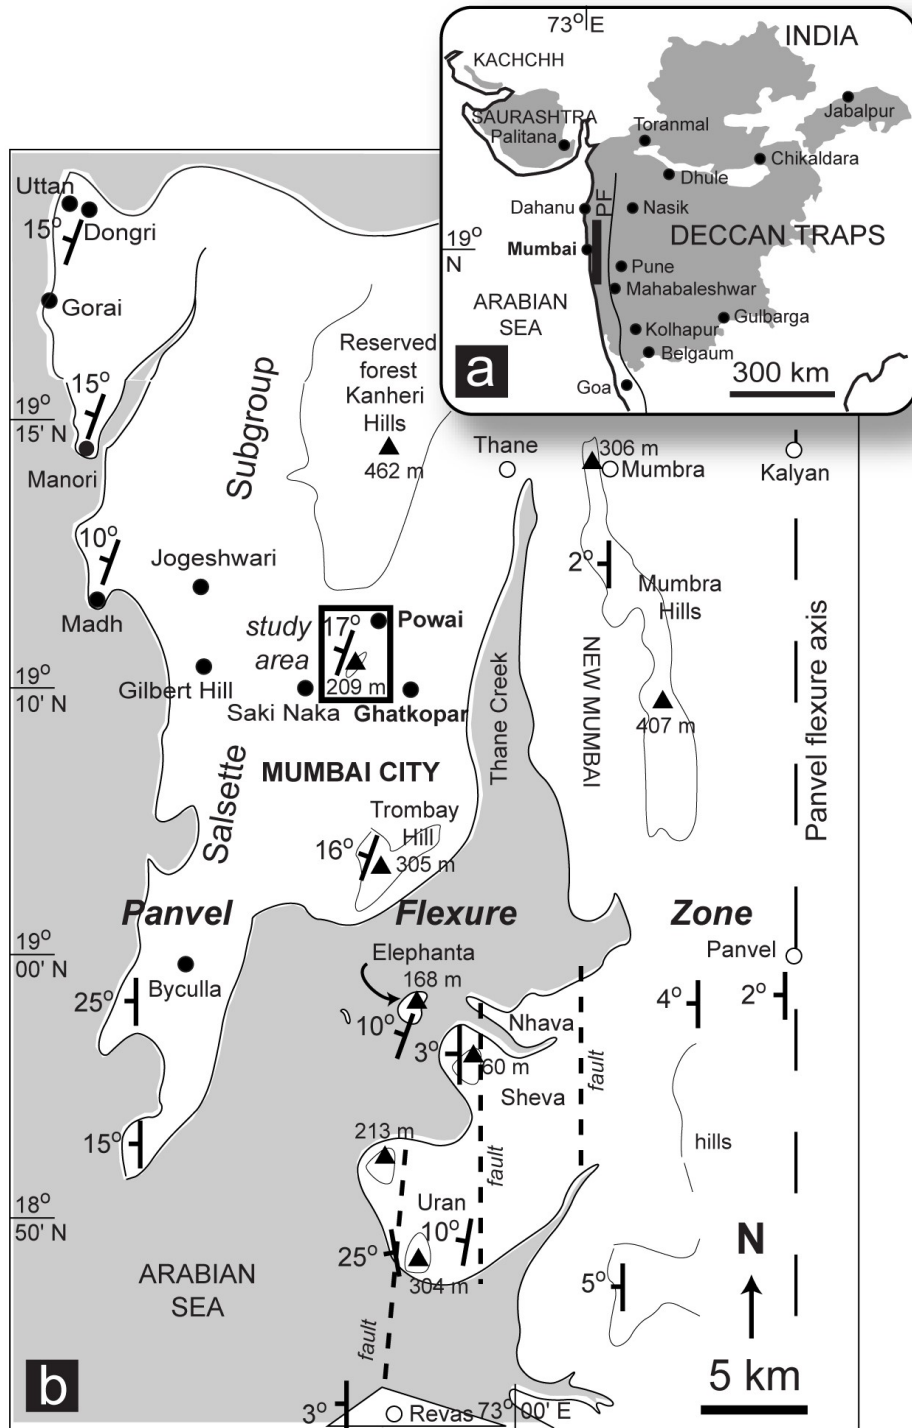 73° E
INDIA
KACHCHH
SAURASHTRA
Palitana
Jabalpur
Toranmal
Chikaldara
Dhule
Dahanu
PF
Nasik
19°
N
Mumbai
DECCAN TRAPS
Pune
Mahabaleshwar
ARABIAN
SEA
Gulbarga
Kolhapur
Belgaum
Goa
300 km
a
Uttan
15°
Dongri
Gorai
15°
19°
15' N
Manori
Reserved
forest
Kanheri
Hills
462 m
Subgroup
Thane
306 m
Mumbra
Kalyan
10°
Madh
Jogeshwari
2°
Mumbra
Hills
study
area
17°
Powai
209 m
19°
10' N
Gilbert Hill
Saki Naka
Ghatkopar
Thane Creek
NEW MUMBAI
407 m
Panvel flexure axis
MUMBAI CITY
Salsette
Trombay
Hill
16°
305 m
Panvel
Flexure
Zone
19°
00' N
Byculla
25°
Elephanta
168 m
10°
Panvel
4°
2°
Nhava
3°
60 m
Sheva
fault
15°
213 m
hills
fault
18°
50' N
Uran
10°
25°
304 m
N
5°
ARABIAN
SEA
fault
5 km
b
3°
Revas
73° 00' E